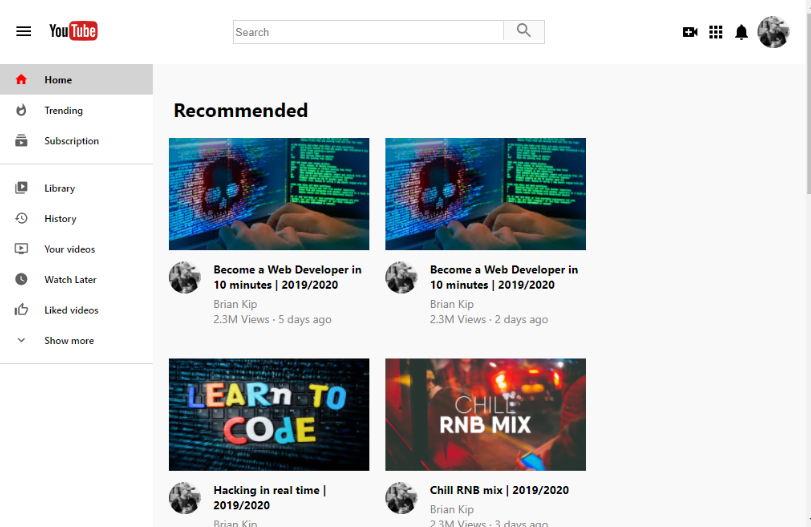 YouTube
Search
Home
Trending
Subscription
Library
History
Your videos
Watch Later
Liked videos
Show more
Recommended
Become a Web Developer in
10 minutes | 2019/2020
Brian Kip
2.3M Views · 5 days ago
Become a Web Developer in
10 minutes | 2019/2020
Brian Kip
2.3M Views · 2 days ago
LEARn TO
CODE
Hacking in real time |
2019/2020
Brian Kip
CHILL
RNB MIX
Chill RNB mix | 2019/2020
Brian Kip
2.3M Views · 3 days ago